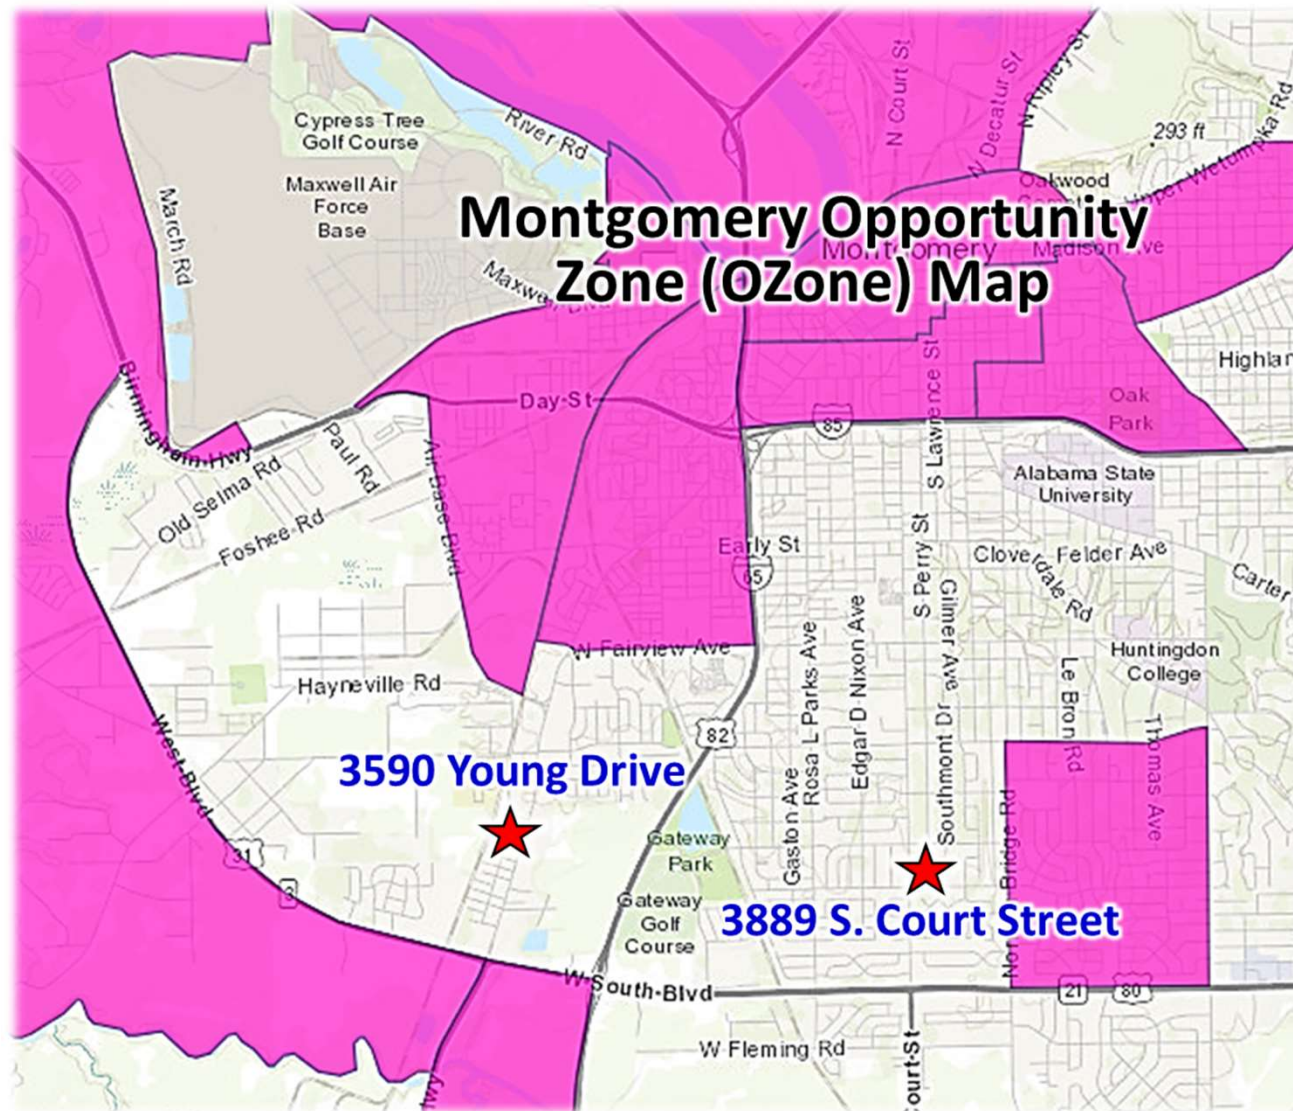 N Court St
N Decatur St
N Ripley St
293 ft
Cypress Tree
Golf Course
River Rd
Upper Wetumpka Rd
Oakwood
Maxwell Air
Force
Base
March Rd
Montgomery Opportunity
Zone (OZone) Map
Montgomery
Madison Ave
Birmingham Hwy
Day St
85
S Lawrence St
Highlan
Oak
Park
Paul Rd
Air Base Blvd
Old Selma Rd
Foshee Rd
Alabama State
University
Early St
65
S Perry St
Cloverdale Rd
Felder Ave
Carter
Gilmer Ave
Edgar D Nixon Ave
Rosa L Parks Ave
W Fairview Ave
Huntingdon
College
Le Bron Rd
Hayneville Rd
82
Southmont Dr
Thomas Ave
West Blvd
3590 Young Drive
Gaston Ave
Bridge Rd
Gateway
Park
31
3
3889 S. Court Street
Gateway
Golf
Course
W South Blvd
21
80
W Fleming Rd
Court St
Hwy